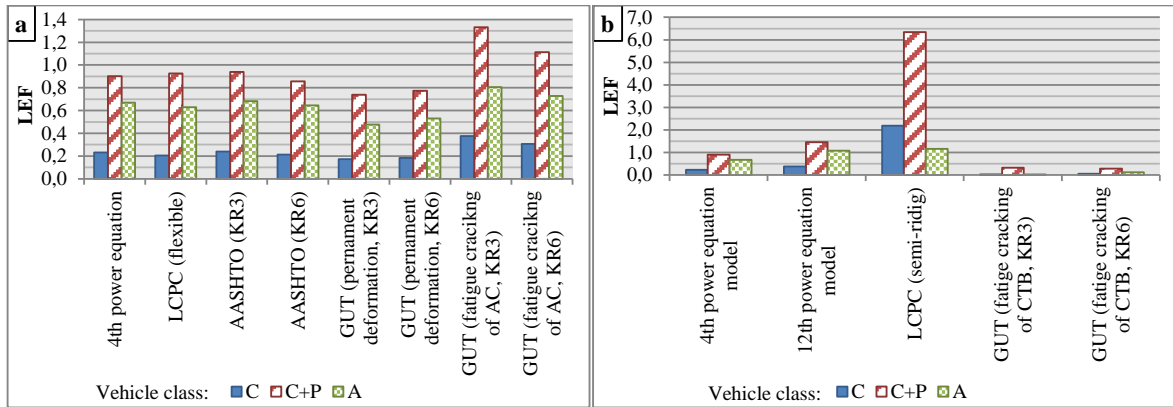 a
LEF
1,4
1,2
1,0
0,8
0,6
0,4
0,2
0,0
4th power equation
LCPC (flexible)
AASHTO (KR3)
AASHTO (KR6)
GUT (pernament
deformation, KR3)
GUT (pernament
deformation, KR6)
GUT (fatigue cracikng
of AC, KR3)
GUT (fatigue cracikng
of AC, KR6)
Vehicle class: C C+P A
b
LEF
7,0
6,0
5,0
4,0
3,0
2,0
1,0
0,0
4th power equation
model
12th power equation
model
LCPC (semi-ridig)
GUT (fatige cracking
of CTB, KR3)
GUT (fatige cracking
of CTB, KR6)
Vehicle class: C C+P A